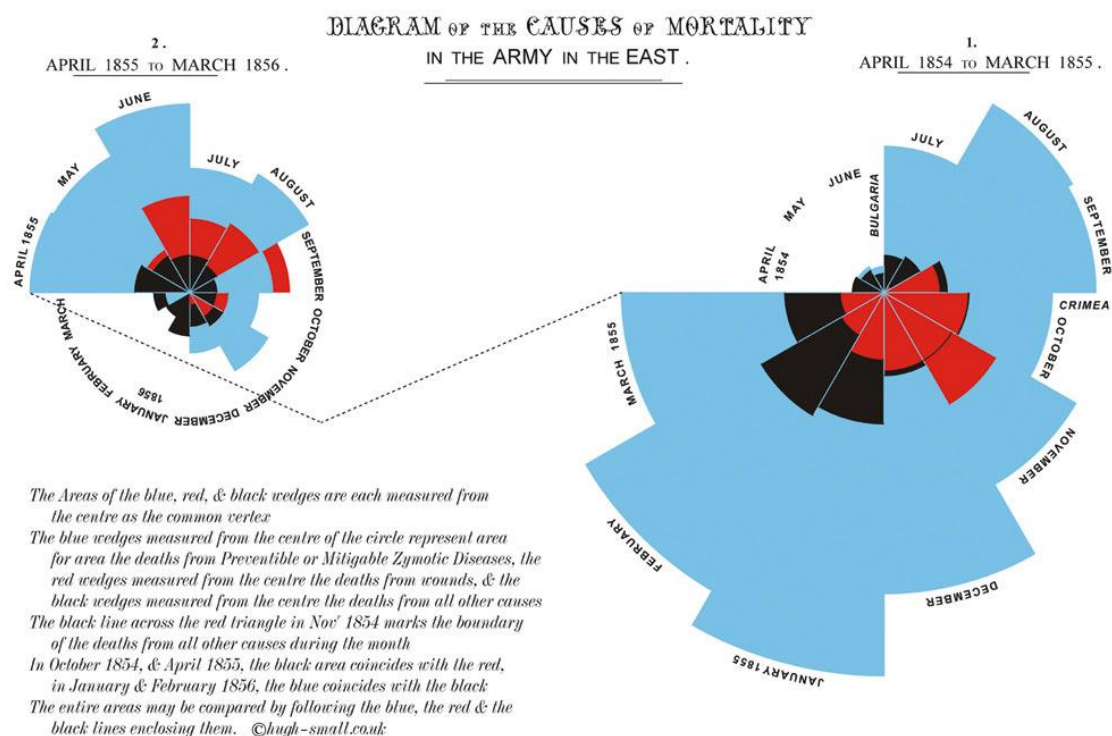 DIAGRAM OF THE CAUSES OF MORTALITY
IN THE ARMY IN THE EAST.
2.
APRIL 1855 TO MARCH 1856.
1.
APRIL 1854 TO MARCH 1855.
APRIL 1855
MAY
JUNE
JULY
AUGUST
SEPTEMBER
OCTOBER
NOVEMBER
DECEMBER
JANUARY
1856
FEBRUARY
MARCH
APRIL
1854
MAY
JUNE
BULGARIA
JULY
AUGUST
SEPTEMBER
CRIMEA
OCTOBER
NOVEMBER
DECEMBER
JANUARY 1855
FEBRUARY
MARCH 1855
The Areas of the blue, red, & black wedges are each measured from
the centre as the common vertex
The blue wedges measured from the centre of the circle represent area
for area the deaths from Preventible or Mitigable Zymotic Diseases, the
red wedges measured from the centre the deaths from wounds, & the
black wedges measured from the centre the deaths from all other causes
The black line across the red triangle in Novʳ 1854 marks the boundary
of the deaths from all other causes during the month
In October 1854, & April 1855, the black area coincides with the red,
in January & February 1856, the blue coincides with the black
The entire areas may be compared by following the blue, the red & the
black lines enclosing them. ©hugh-small.co.uk